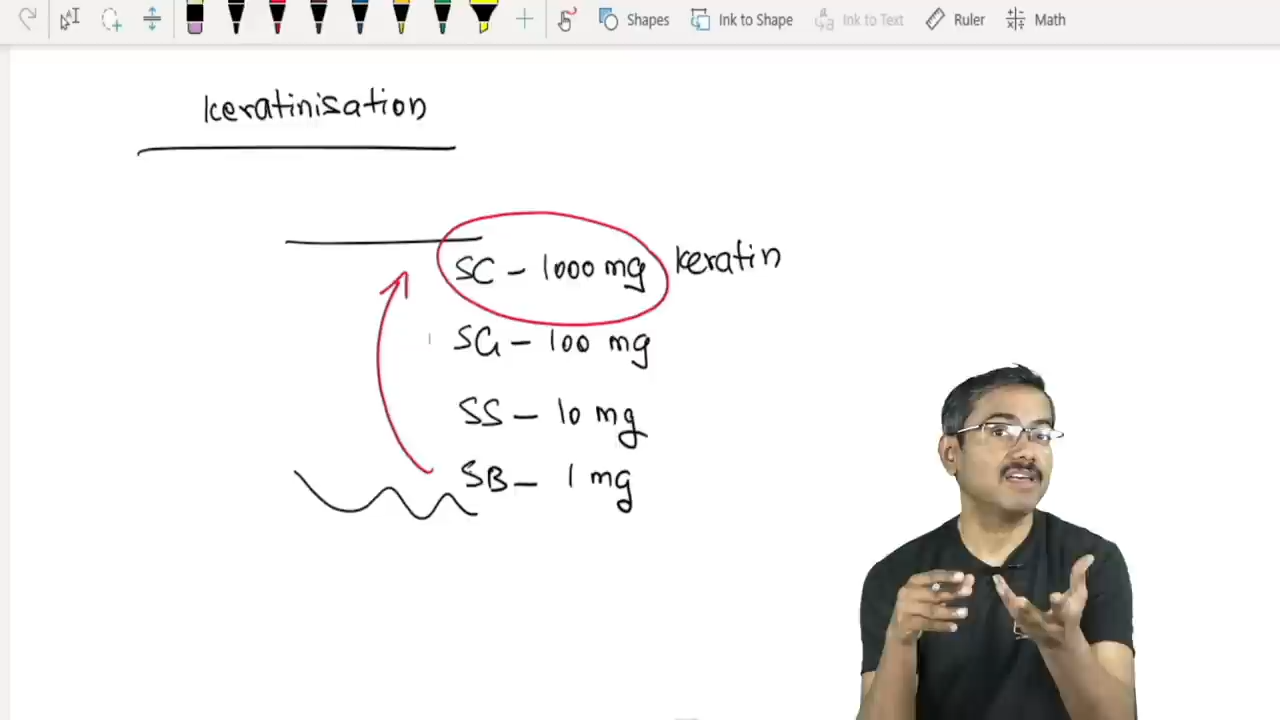 Shapes Ink to Shape Ink to Text Ruler Math
keratinisation
SC - 1000 mg keratin
SG - 100 mg
SS - 10 mg
SB - 1 mg